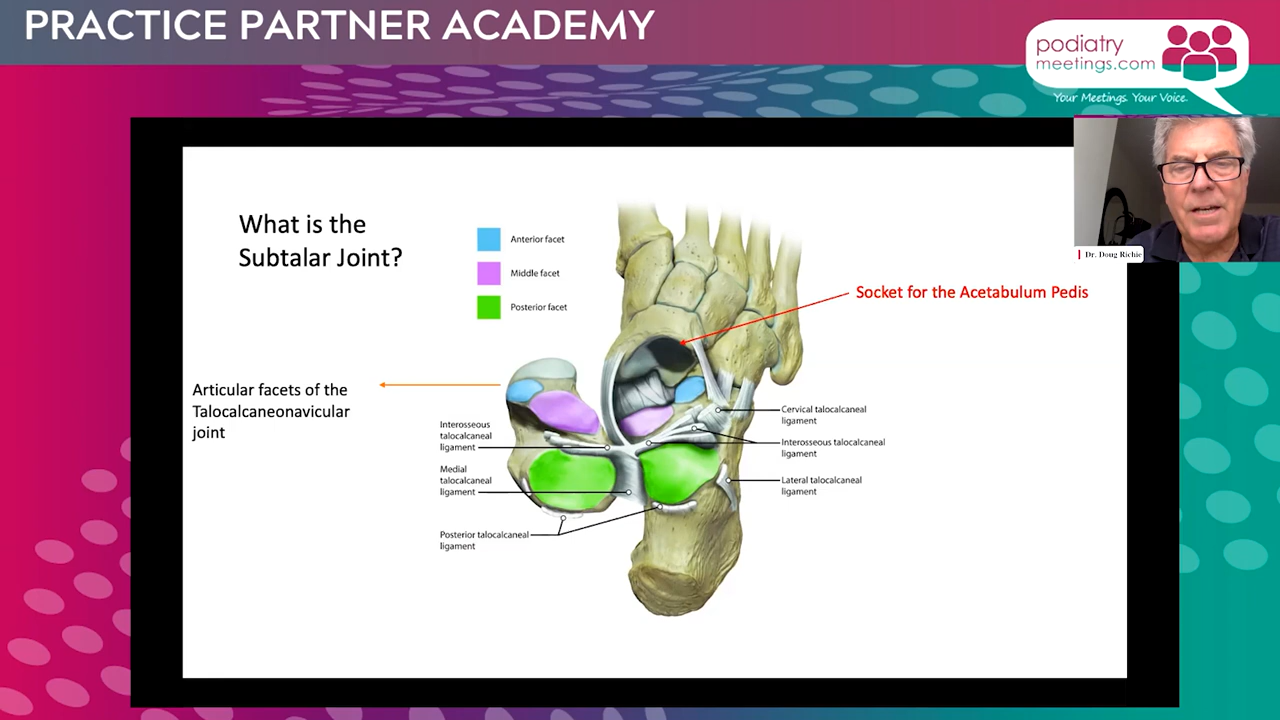 PRACTICE PARTNER ACADEMY
podiatry
meetings.com
Your Meetings. Your Voice.
Dr. Doug Richie
What is the
Subtalar Joint?
Anterior facet
Middle facet
Posterior facet
Socket for the Acetabulum Pedis
Articular facets of the
Talocalcaneonavicular
joint
Interosseous
talocalcaneal
ligament
Medial
talocalcaneal
ligament
Posterior talocalcaneal
ligament
Cervical talocalcaneal
ligament
Interosseous talocalcaneal
ligament
Lateral talocalcaneal
ligament